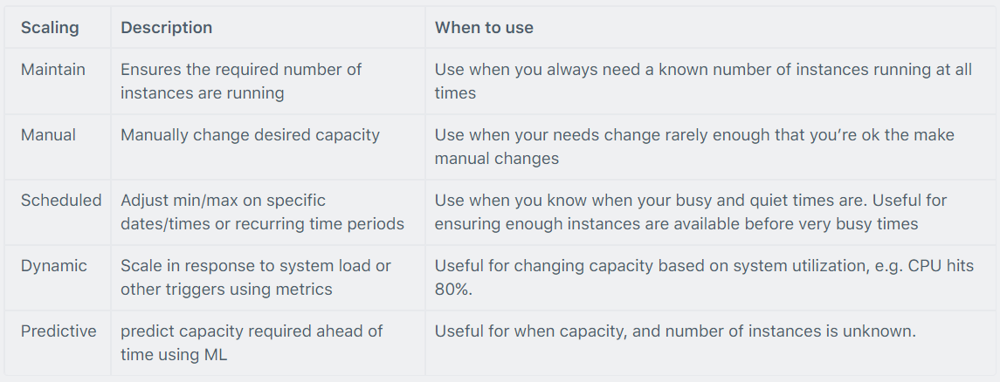 Scaling Description When to use
Maintain Ensures the required number of Use when you always need a known number of instances running at all
instances are running times
Manual Manually change desired capacity Use when your needs change rarely enough that you’re ok the make
manual changes
Scheduled Adjust min/max on specific Use when you know when your busy and quiet times are. Useful for
dates/times or recurring time periods ensuring enough instances are available before very busy times
Dynamic Scale in response to system load or Useful for changing capacity based on system utilization, e.g. CPU hits
other triggers using metrics 80%.
Predictive predict capacity required ahead of Useful for when capacity, and number of instances is unknown.
time using ML